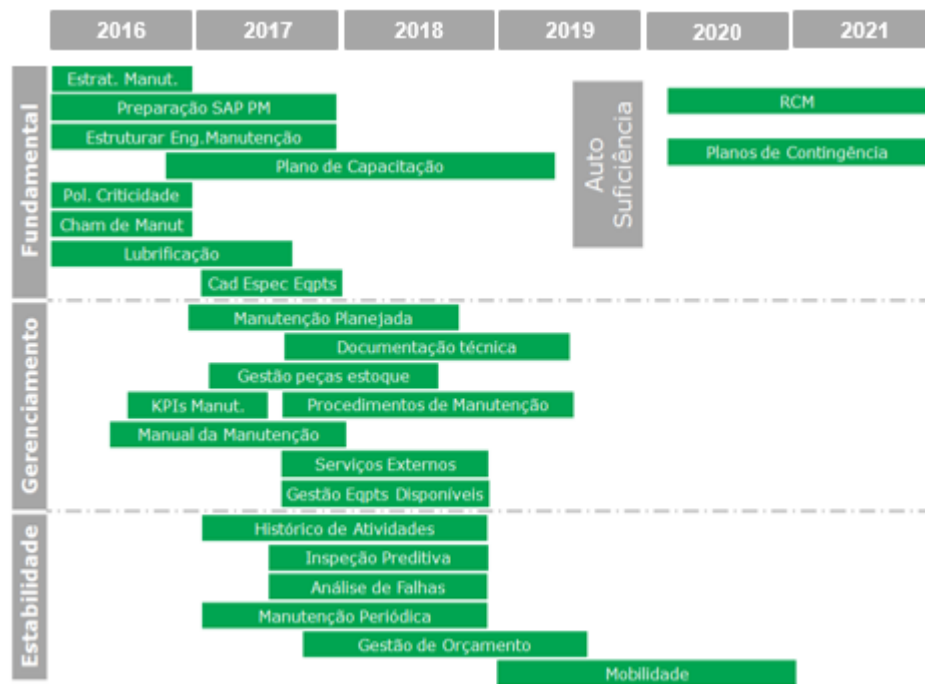 2016
2017
2018
2019
2020
2021
Fundamental
Estrat. Manut.
Preparação SAP PM
Estruturar Eng.Manutenção
Plano de Capacitação
Pol. Criticidade
Cham de Manut
Lubrificação
Cad Espec Eqpts
Auto
Suficiência
RCM
Planos de Contingência
Gerenciamento
Manutenção Planejada
Documentação técnica
Gestão peças estoque
KPIs Manut.
Procedimentos de Manutenção
Manual da Manutenção
Serviços Externos
Gestão Eqpts Disponíveis
Estabilidade
Histórico de Atividades
Inspeção Preditiva
Análise de Falhas
Manutenção Periódica
Gestão de Orçamento
Mobilidade